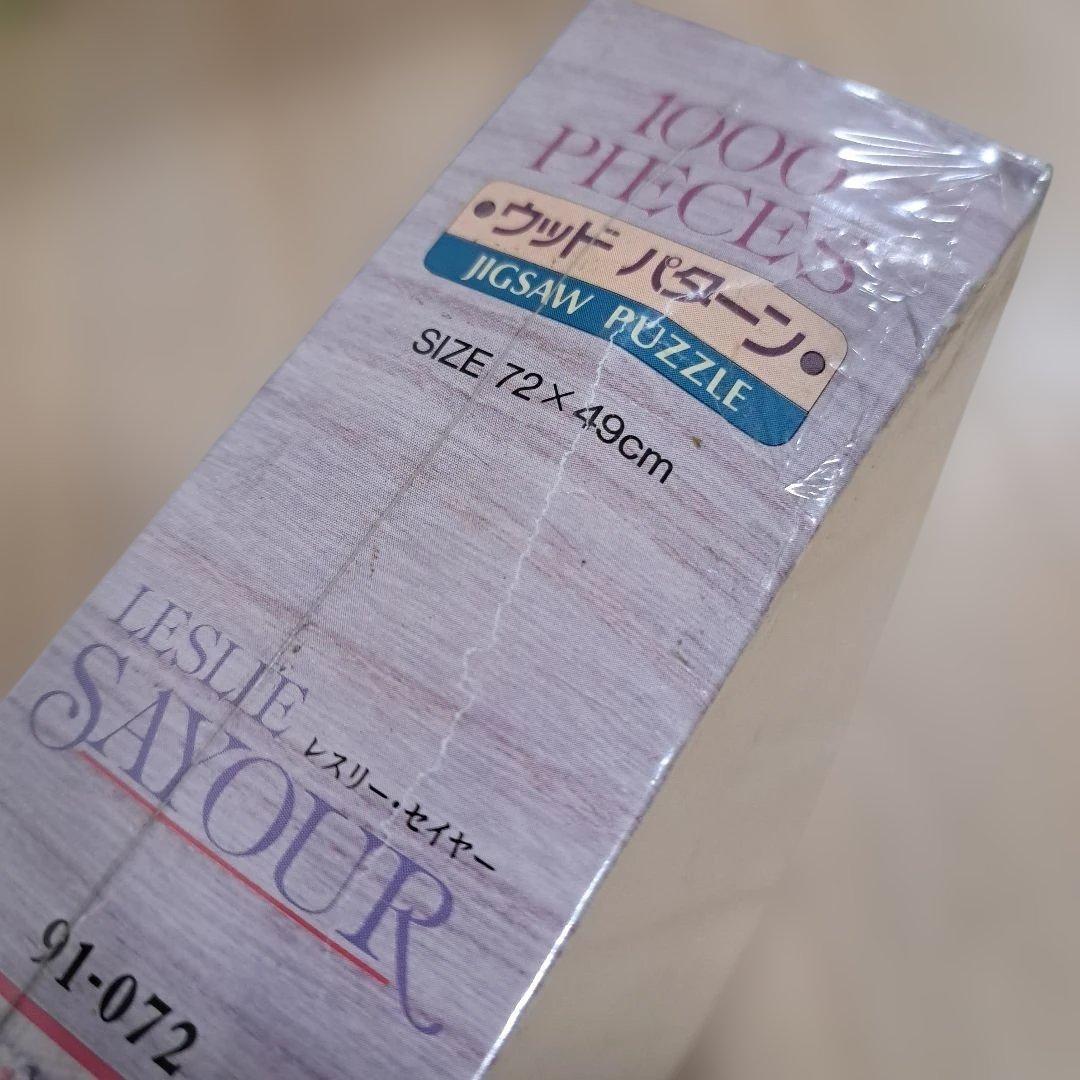 1000
PIECES
•ウッド パターン•
JIGSAW PUZZLE
SIZE 72×49cm
LESLIE
SAYOUR
レスリー・セイヤー
91-072